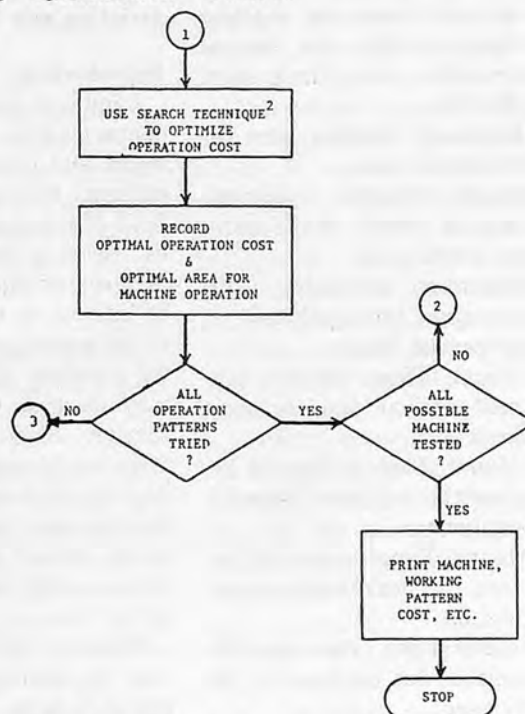 1
USE SEARCH TECHNIQUE2
TO OPTIMIZE
OPERATION COST
RECORD
OPTIMAL OPERATION COST
&
OPTIMAL AREA FOR
MACHINE OPERATION
2
NO
3
NO
ALL
OPERATION
PATTERNS
TRIED
?
YES
ALL
POSSIBLE
MACHINE
TESTED
?
YES
PRINT MACHINE,
WORKING
PATTERN
COST, ETC.
STOP